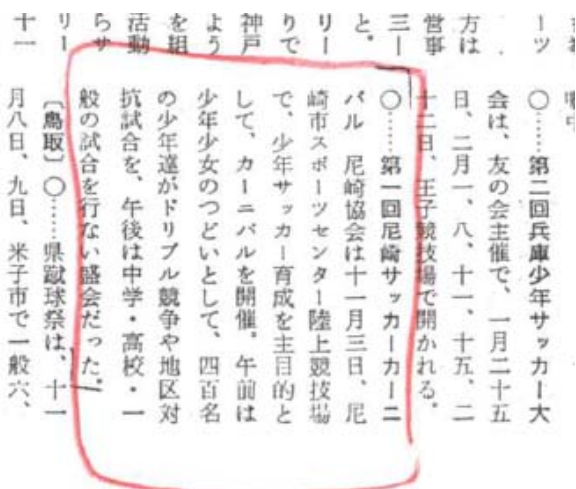 ーツ
方は
営事
三ー
と。
リー
りで
神戸
よう
を組
活動
らサ
リー
十一
○……第二回兵庫少年サッカー大
会は、友の会主催で、一月二十五
日、二月一、八、十一、十五、二
十二日、王子競技場で開かれる。
○……第一回尼崎サッカーカーニ
バル 尼崎協会は十一月三日、尼
崎市スポーツセンター陸上競技場
で、少年サッカー育成を主目的と
して、カーニバルを開催。午前は
少年少女のつどいとして、四百名
の少年達がドリブル競争や地区対
抗試合を、午後は中学・高校・一
般の試合を行ない盛会だった。
〔鳥取〕○……県蹴球祭は、十一
月八日、九日、米子市で一般六、